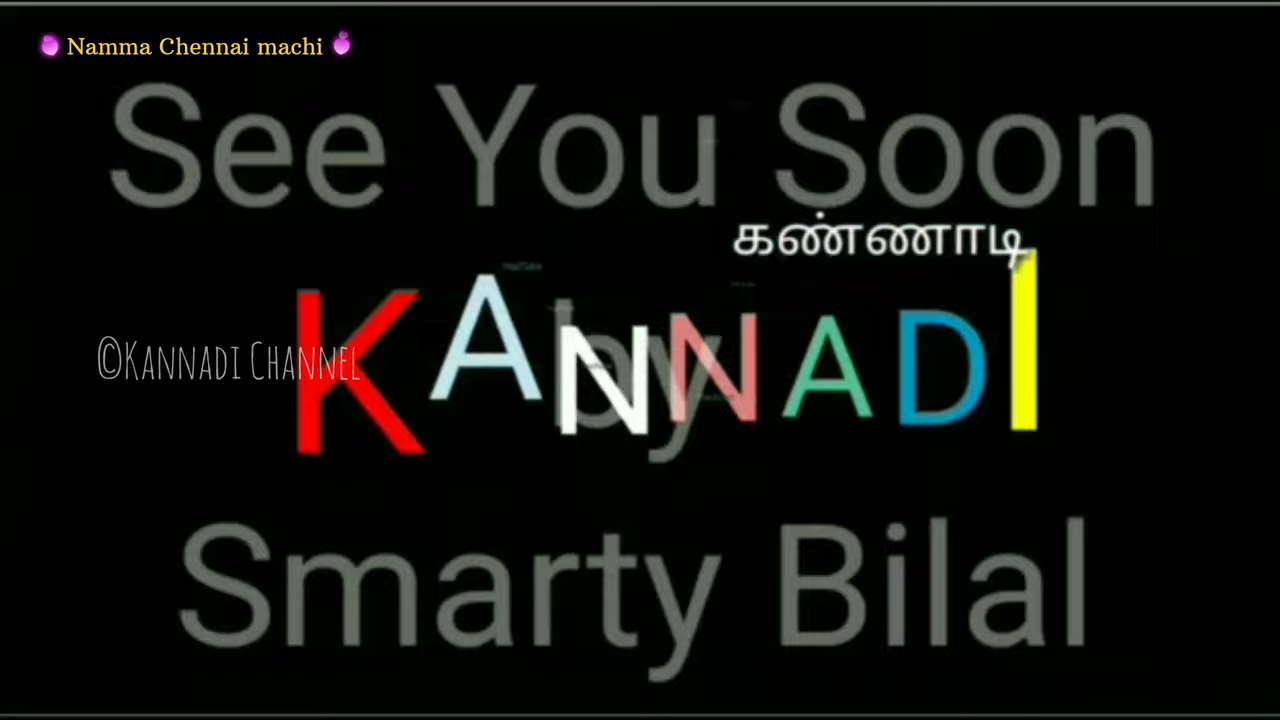 Namma Chennai machi
See You Soon
கண்ணாடி
KANNADI
©Kannadi Channel
by
Smarty Bilal